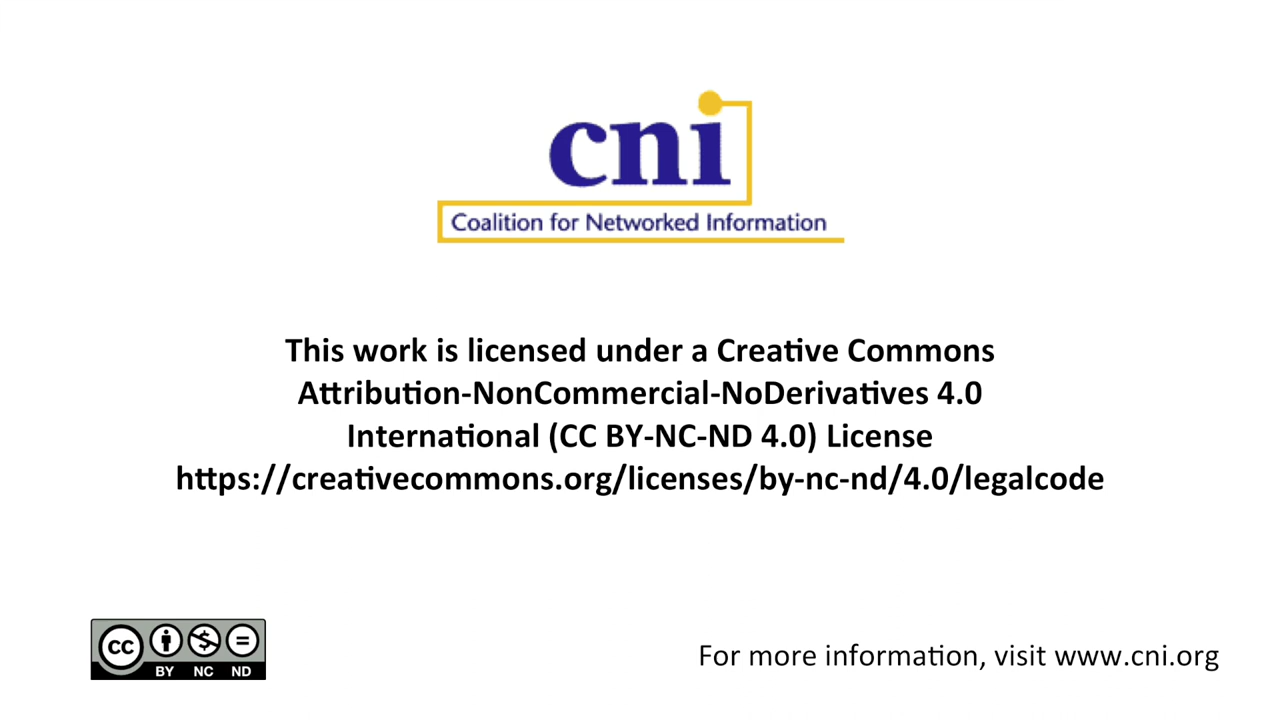 cni
Coalition for Networked Information
This work is licensed under a Creative Commons
Attribution-NonCommercial-NoDerivatives 4.0
International (CC BY-NC-ND 4.0) License
https://creativecommons.org/licenses/by-nc-nd/4.0/legalcode
CC
BY NC ND
For more information, visit www.cni.org